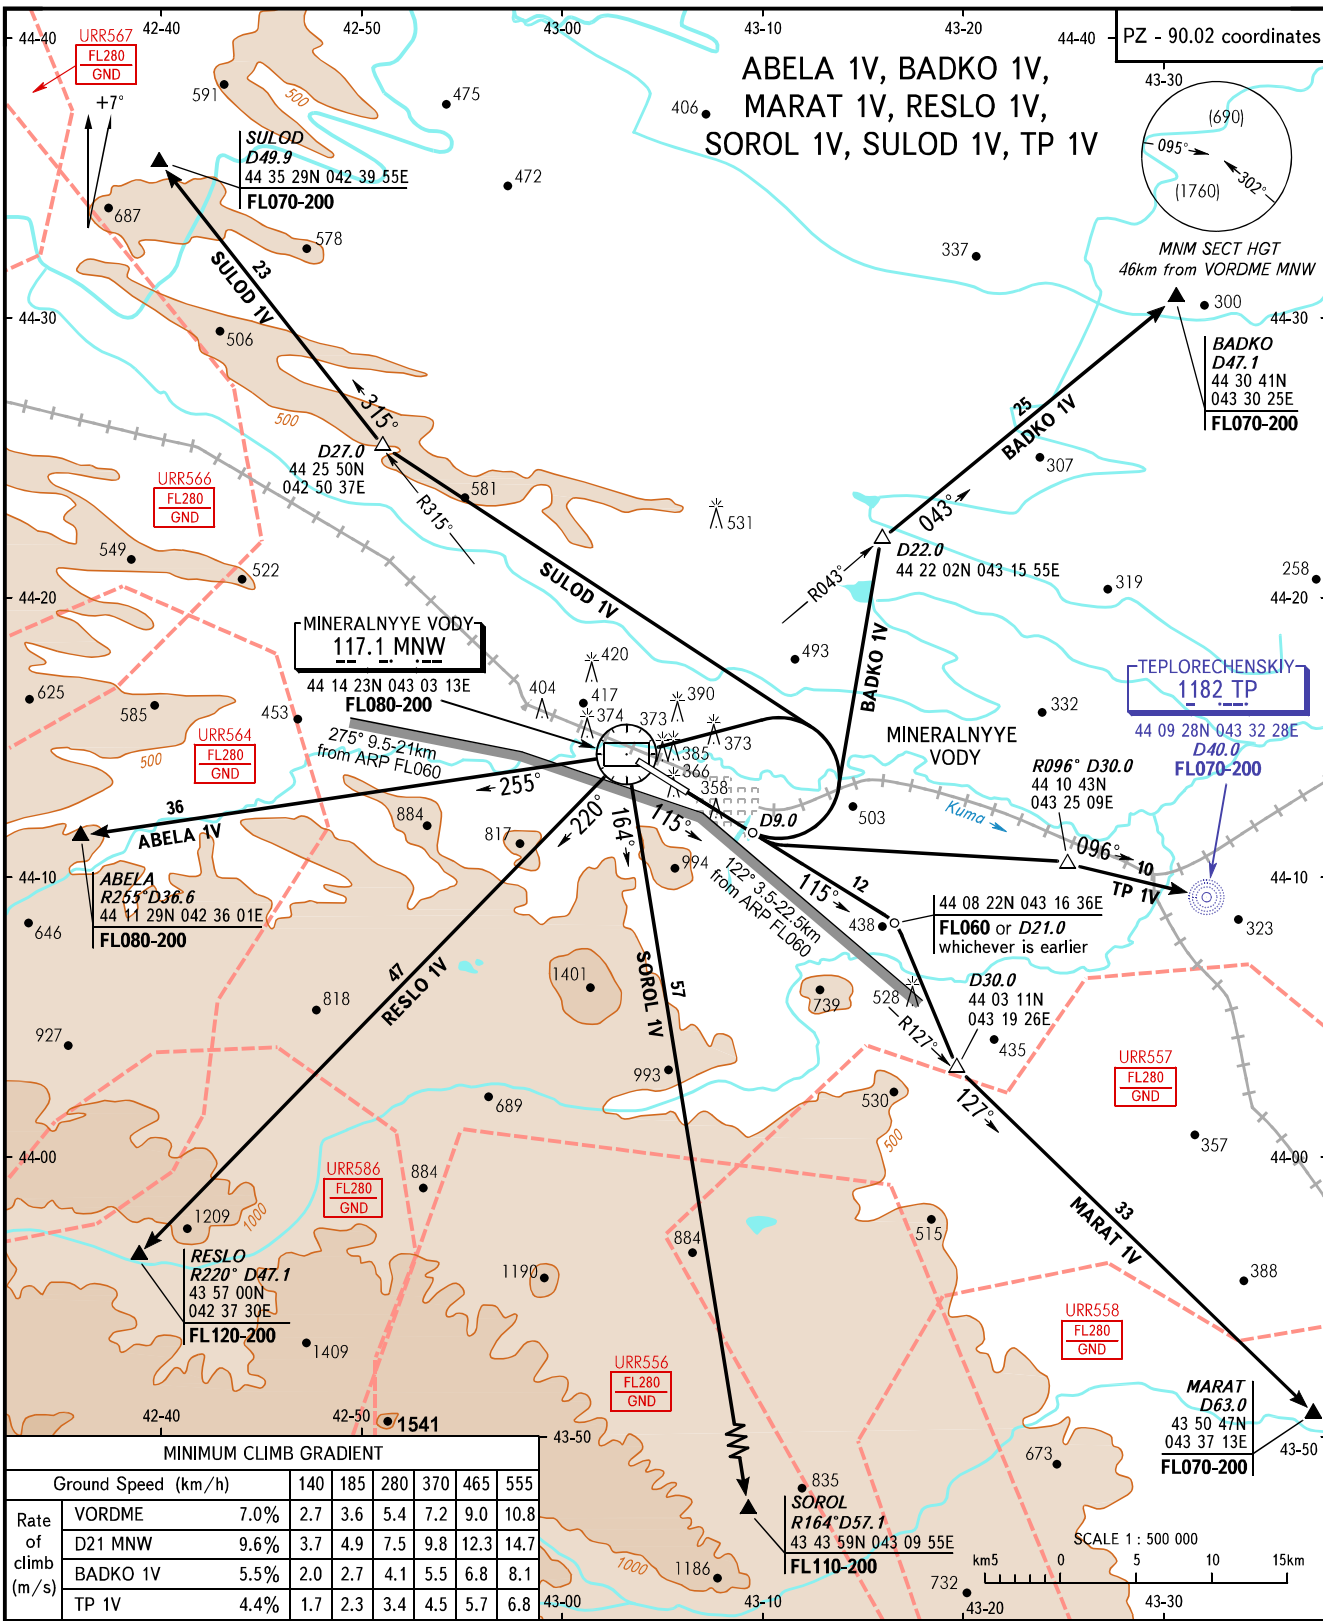 42-40
42-50
43-00
43-10
43-20
44-40
44-40
PZ - 90.02 coordinates
43-30
ABELA 1V, BADKO 1V,
MARAT 1V, RESLO 1V,
SOROL 1V, SULOD 1V, TP 1V
URR567
FL280
GND
+7°
591
500
475
406
472
SULOD
D49.9
44 35 29N 042 39 55E
FL070-200
687
578
(690)
095°
302°
(1760)
MNM SECT HGT
46km from VORDME MNW
337
23
SULOD 1V
506
500
44-30
300
44-30
BADKO
D47.1
44 30 41N
043 30 25E
FL070-200
25
BADKO 1V
307
315°
D27.0
44 25 50N
042 50 37E
R315°
581
531
URR566
FL280
GND
549
522
043°
D22.0
44 22 02N 043 15 55E
R043°
SULOD 1V
319
258
44-20
44-20
MINERALNYYE VODY
117.1 MNW
44 14 23N 043 03 13E
FL080-200
420
493
BADKO 1V
TEPLORECHENSKIY
1182 TP
44 09 28N 043 32 28E
D40.0
FL070-200
625
585
453
404
417
390
374
373
373
385
366
358
332
MINERALNYYE
VODY
URR564
FL280
GND
500
275° 9.5-21km
from ARP FL060
R096° D30.0
44 10 43N
043 25 09E
255°
36
ABELA 1V
884
817
220°
164°
115°
D9.0
503
Kuma
994
096°
10
TP 1V
44-10
44-10
ABELA
R255°D36.6
44 11 29N 042 36 01E
FL080-200
646
122° 3.5-22.5km
from ARP FL060
115°
12
438
44 08 22N 043 16 36E
FL060 or D21.0
whichever is earlier
323
47
RESLO 1V
1401
SOROL 1V
57
739
528
D30.0
44 03 11N
043 19 26E
R127°
435
818
927
993
689
530
500
127°
URR557
FL280
GND
357
44-00
44-00
URR586
FL280
GND
884
884
1209
1000
RESLO
R220° D47.1
43 57 00N
042 37 30E
FL120-200
1190
515
33
MARAT 1V
388
1409
URR556
FL280
GND
URR558
FL280
GND
42-40
42-50
1541
43-50
MARAT
D63.0
43 50 47N
043 37 13E
FL070-200
43-50
673
835
SOROL
R164°D57.1
43 43 59N 043 09 55E
FL110-200
1186
1000
732
43-00
43-10
43-20
43-30
SCALE 1 : 500 000
km5 0 5 10 15km
MINIMUM CLIMB GRADIENT
Ground Speed (km/h) 140 185 280 370 465 555
Rate of climb (m/s)
VORDME 7.0% 2.7 3.6 5.4 7.2 9.0 10.8
D21 MNW 9.6% 3.7 4.9 7.5 9.8 12.3 14.7
BADKO 1V 5.5% 2.0 2.7 4.1 5.5 6.8 8.1
TP 1V 4.4% 1.7 2.3 3.4 4.5 5.7 6.8